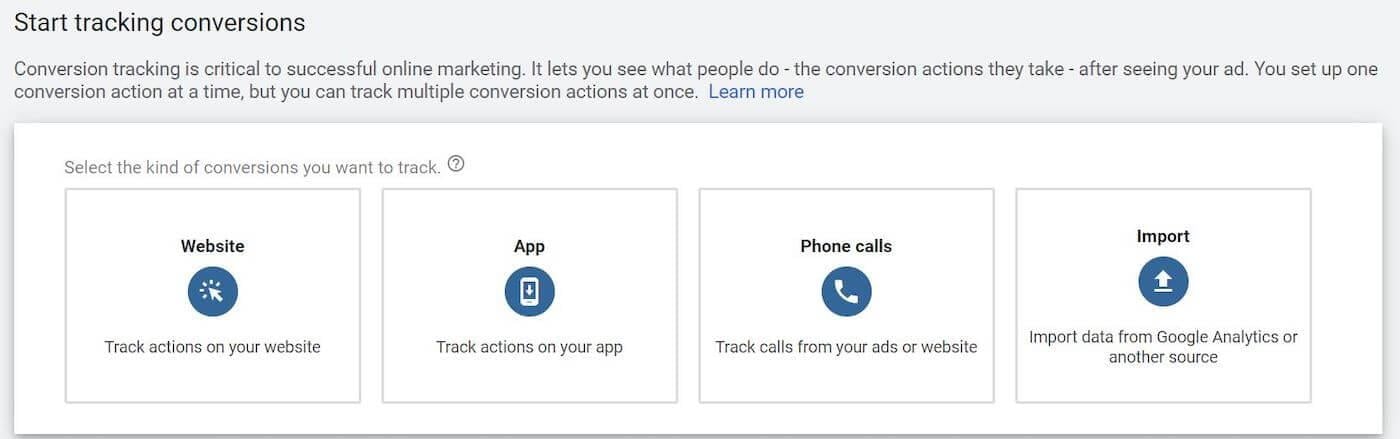 Start tracking conversions
Conversion tracking is critical to successful online marketing. It lets you see what people do - the conversion actions they take - after seeing your ad. You set up one
conversion action at a time, but you can track multiple conversion actions at once. Learn more
Select the kind of conversions you want to track. ?
Website
Track actions on your website
App
Track actions on your app
Phone calls
Track calls from your ads or website
Import
Import data from Google Analytics or
another source